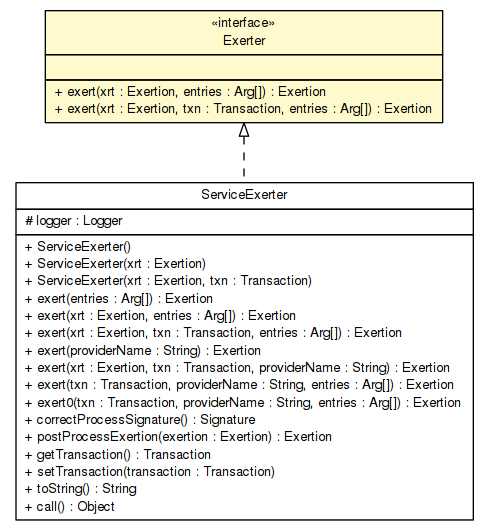 «interface»
Exerter
+ exert(xrt : Exertion, entries : Arg[]) : Exertion
+ exert(xrt : Exertion, txn : Transaction, entries : Arg[]) : Exertion
ServiceExerter
# logger : Logger
+ ServiceExerter()
+ ServiceExerter(xrt : Exertion)
+ ServiceExerter(xrt : Exertion, txn : Transaction)
+ exert(entries : Arg[]) : Exertion
+ exert(xrt : Exertion, entries : Arg[]) : Exertion
+ exert(xrt : Exertion, txn : Transaction, entries : Arg[]) : Exertion
+ exert(providerName : String) : Exertion
+ exert(xrt : Exertion, txn : Transaction, providerName : String) : Exertion
+ exert(txn : Transaction, providerName : String, entries : Arg[]) : Exertion
+ exert0(txn : Transaction, providerName : String, entries : Arg[]) : Exertion
+ correctProcessSignature() : Signature
+ postProcessExertion(exertion : Exertion) : Exertion
+ getTransaction() : Transaction
+ setTransaction(transaction : Transaction)
+ toString() : String
+ call() : Object